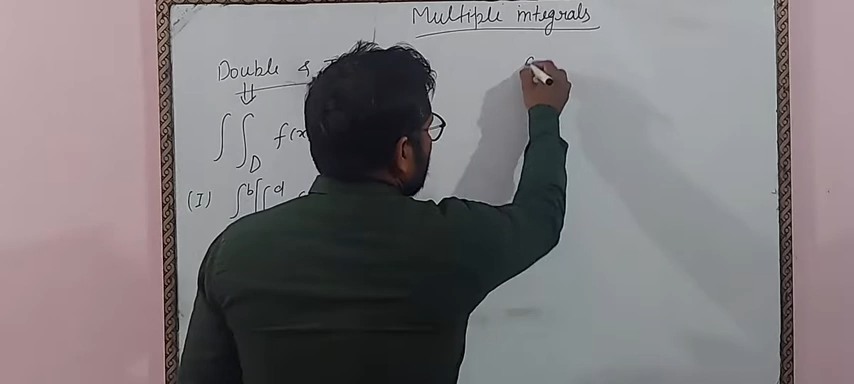 Multiple integrals
Double &
∫∫_D f(x
(I) ∫^b[∫^d